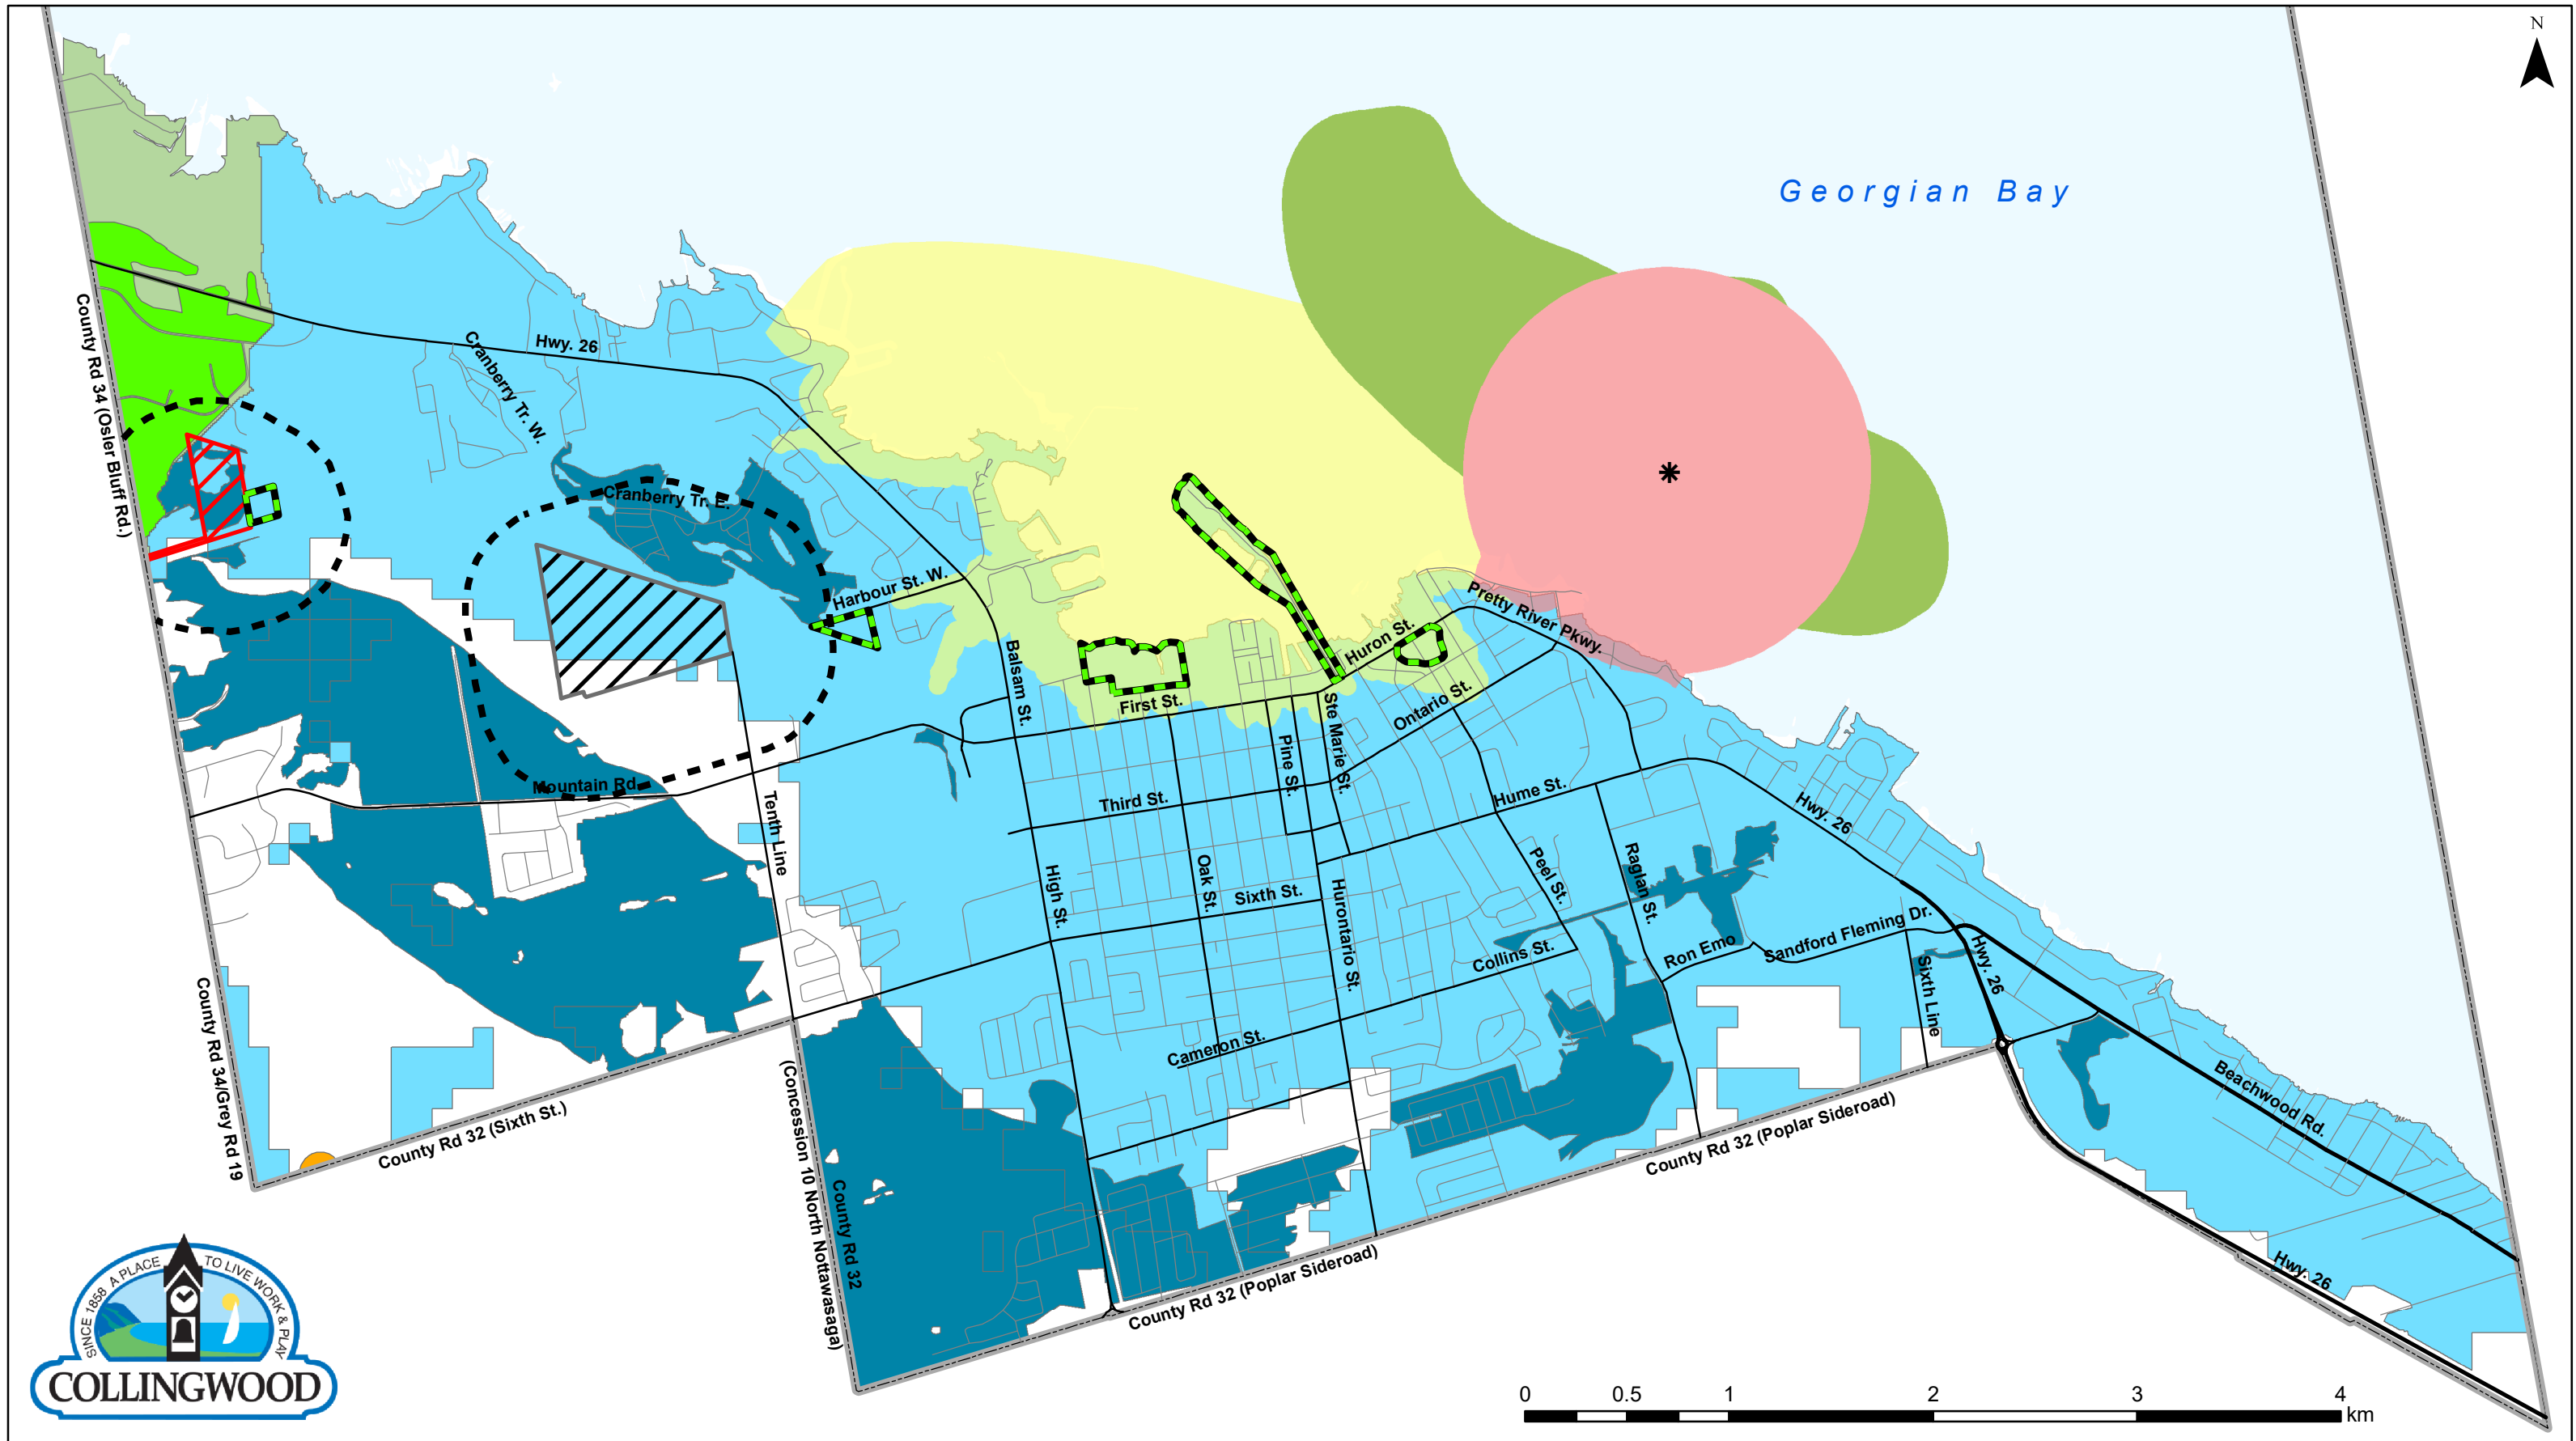 N
Georgian Bay
County Rd 34 (Osler Bluff Rd.)
Hwy. 26
Cranberry Tr. W.
Cranberry Tr. E.
Harbour St. W.
Balsam St.
First St.
Huron St.
Pretty River Pkwy.
Ontario St.
Ste Marie St.
Pine St.
Third St.
Hume St.
Mountain Rd.
Tenth Line
High St.
Oak St.
Sixth St.
Hurontario St.
Peel St.
Raglan St.
Hwy. 26
Collins St.
Ron Emo
Sandford Fleming Dr.
Sixth Line
Hwy. 26
Cameron St.
County Rd 34/Grey Rd 19
County Rd 32 (Sixth St.)
(Concession 10 North Nottawasaga)
County Rd 32
County Rd 32 (Poplar Sideroad)
County Rd 32 (Poplar Sideroad)
Beachwood Rd.
Hwy. 26
SINCE 1858 A PLACE TO LIVE WORK & PLAY
COLLINGWOOD
0 0.5 1 2 3 4
km